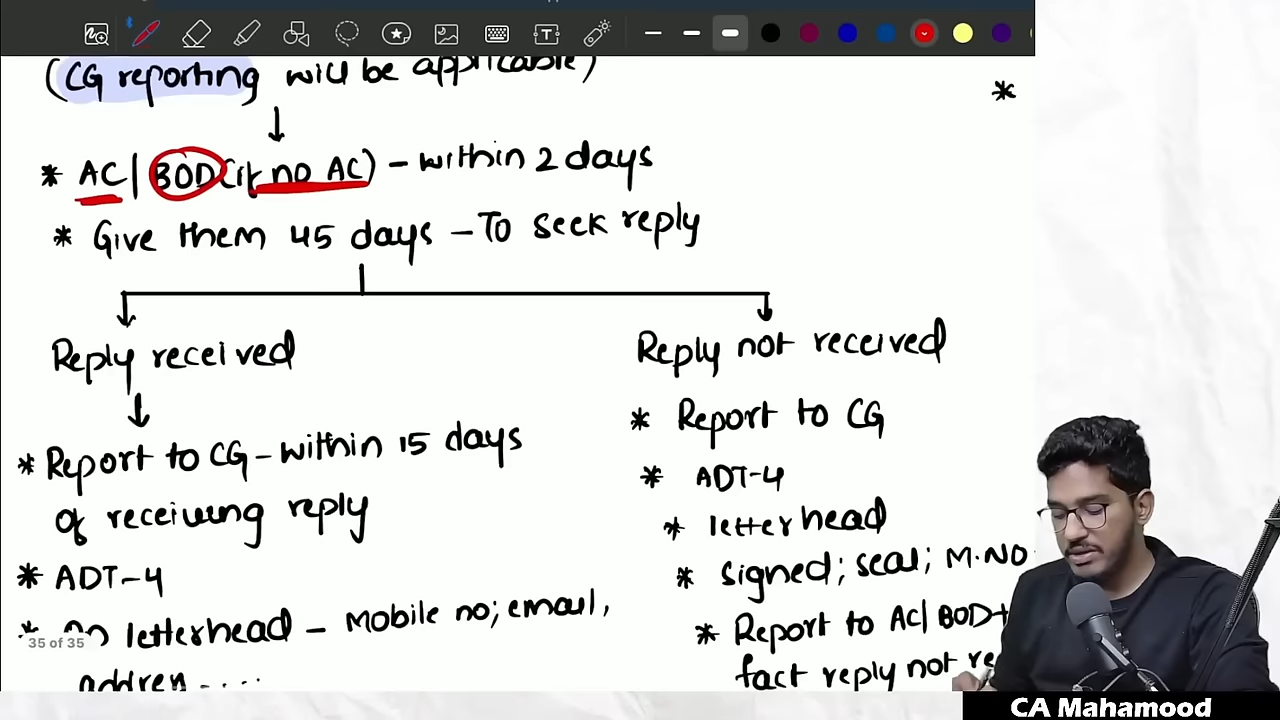 (CG reporting will be applicable)
*
* AC | BOD (if no AC) - within 2 days
* Give them 45 days - To seek reply
Reply received
* Report to CG - within 15 days
of receiving reply
* ADT-4
* On letterhead - Mobile no; email,
addres.....
Reply not received
* Report to CG
* ADT-4
* letterhead
* signed; seal; M.NO
* Report to AC/ BOD+
fact reply not
35 of 35
CA Mahamood